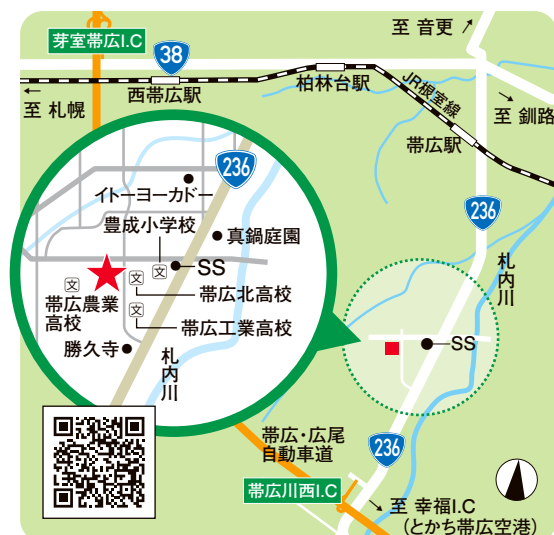 芽室帯広I.C
至 音更
38
西帯広駅
柏林台駅
JR根室線
至 札幌
至 釧路
帯広駅
236
イトーヨーカドー
豊成小学校
文
真鍋庭園
SS
文
帯広農業
高校
文
帯広北高校
文
帯広工業高校
勝久寺
札内川
236
札内川
SS
帯広・広尾
自動車道
236
帯広川西I.C
至 幸福I.C
(とかち帯広空港)